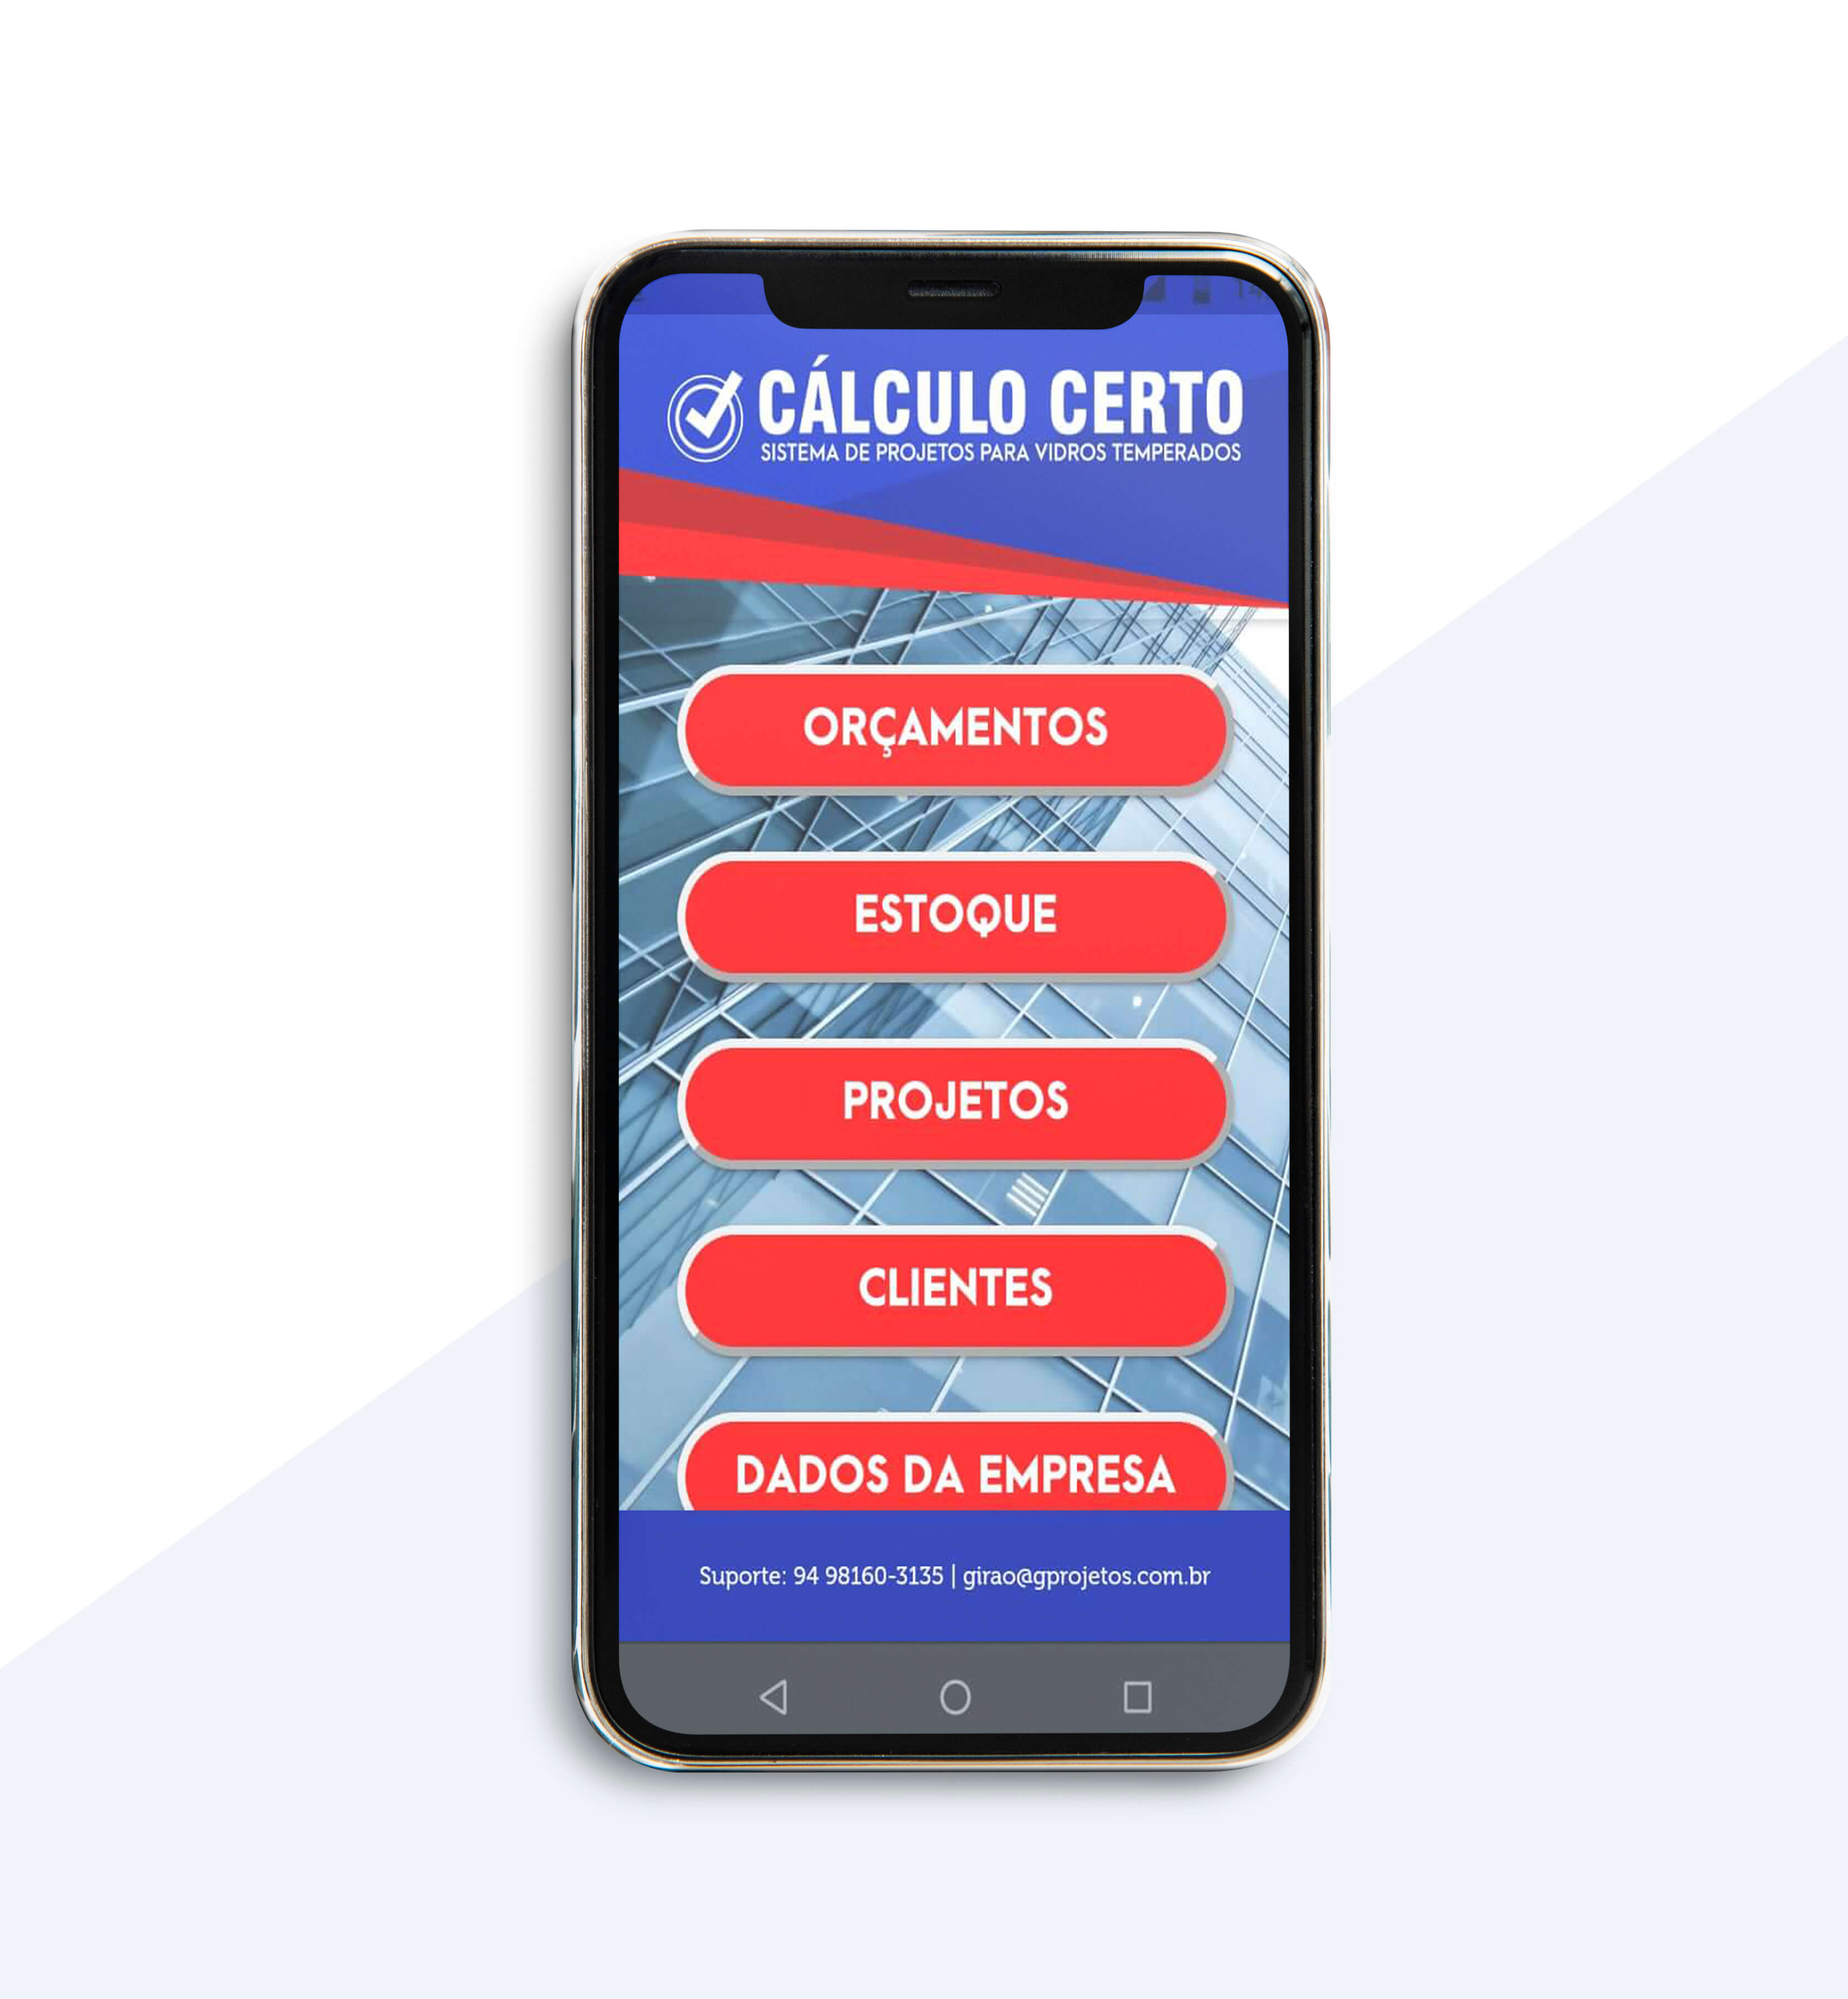 CÁLCULO CERTO
SISTEMA DE PROJETOS PARA VIDROS TEMPERADOS
ORÇAMENTOS
ESTOQUE
PROJETOS
CLIENTES
DADOS DA EMPRESA
Suporte: 94 98160-3135 | girao@gprojetos.com.br